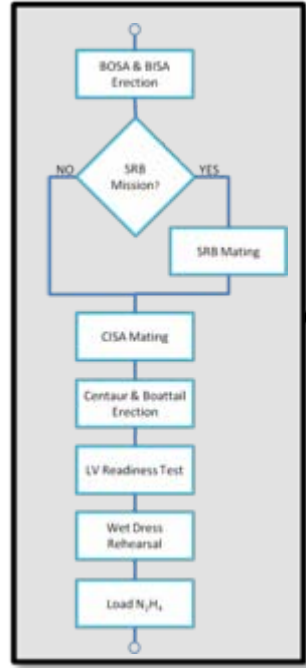 BOSA & BISA
Erection
SRB
Mission?
NO
YES
SRB Mating
CISA Mating
Centaur & Boattail
Erection
LV Readiness Test
Wet Dress
Rehearsal
Load N₂H₄